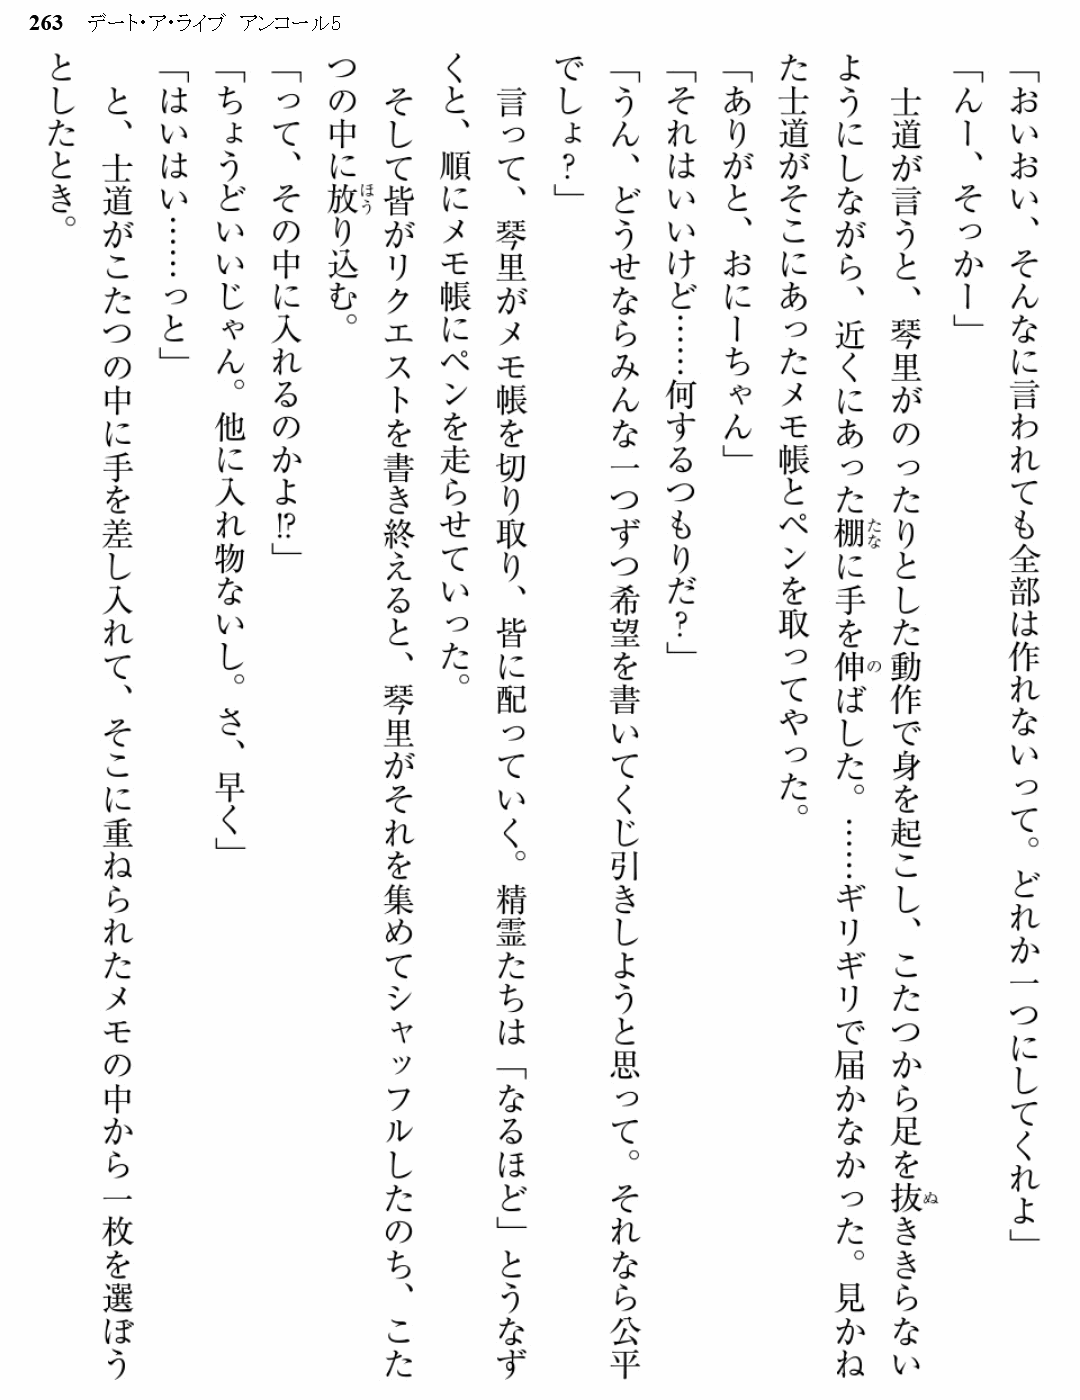 263 デート・ア・ライブ アンコール5
「おいおい、そんなに言われても全部は作れないって。どれか一つにしてくれよ」
「んー、そっかー」
　士道が言うと、琴里がのったりとした動作で身を起こし、こたつから足を抜ききらない
ようにしながら、近くにあった棚に手を伸ばした。……ギリギリで届かなかった。見かね
た士道がそこにあったメモ帳とペンを取ってやった。
「ありがと、おにーちゃん」
「それはいいけど……何するつもりだ？」
「うん、どうせならみんな一つずつ希望を書いてくじ引きしようと思って。それなら公平
でしょ？」
　言って、琴里がメモ帳を切り取り、皆に配っていく。精霊たちは「なるほど」とうなず
くと、順にメモ帳にペンを走らせていった。
　そして皆がリクエストを書き終えると、琴里がそれを集めてシャッフルしたのち、こた
つの中に放り込む。
「って、その中に入れるのかよ!?」
「ちょうどいいじゃん。他に入れ物ないし。さ、早く」
「はいはい……っと」
　と、士道がこたつの中に手を差し入れて、そこに重ねられたメモの中から一枚を選ぼう
としたとき。